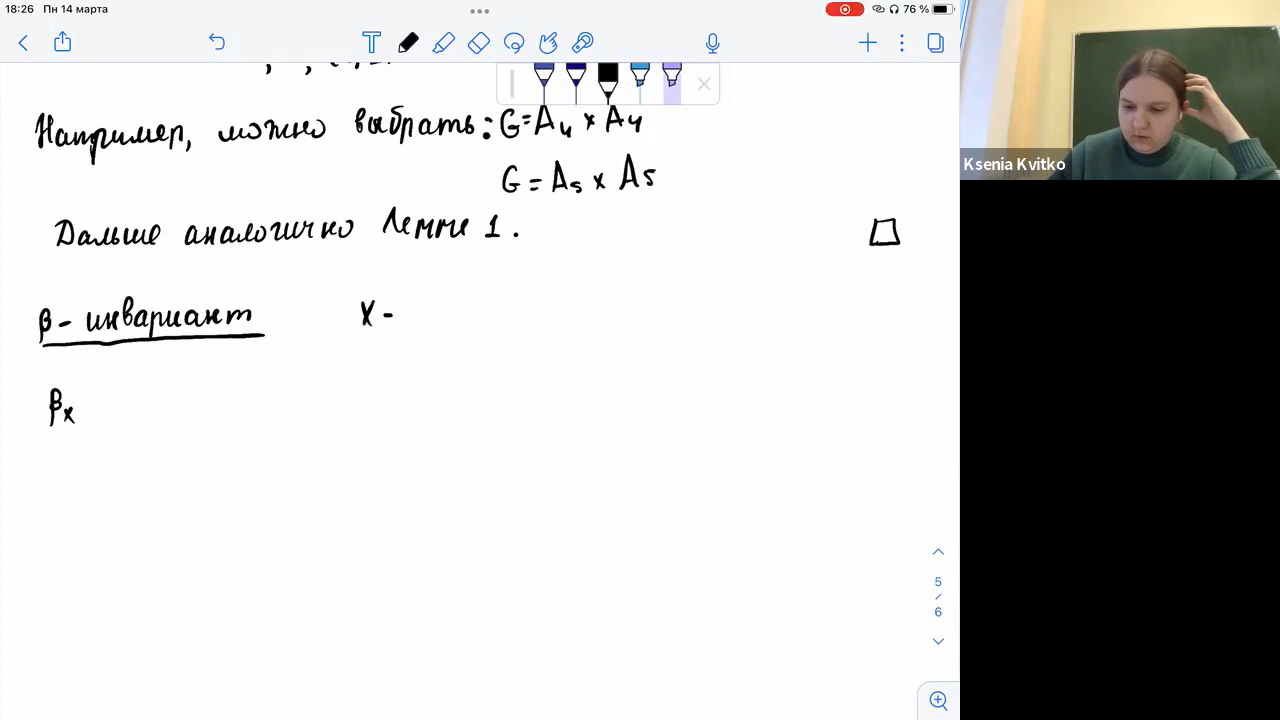 18:26 Пн 14 марта
76 %
Например, можно выбрать: G = A₄ × A₄
G = A₅ × A₅
Дальше аналогично Лемме 1.
β - инвариант X -
βₓ
Ksenia Kvitko
5
/
6